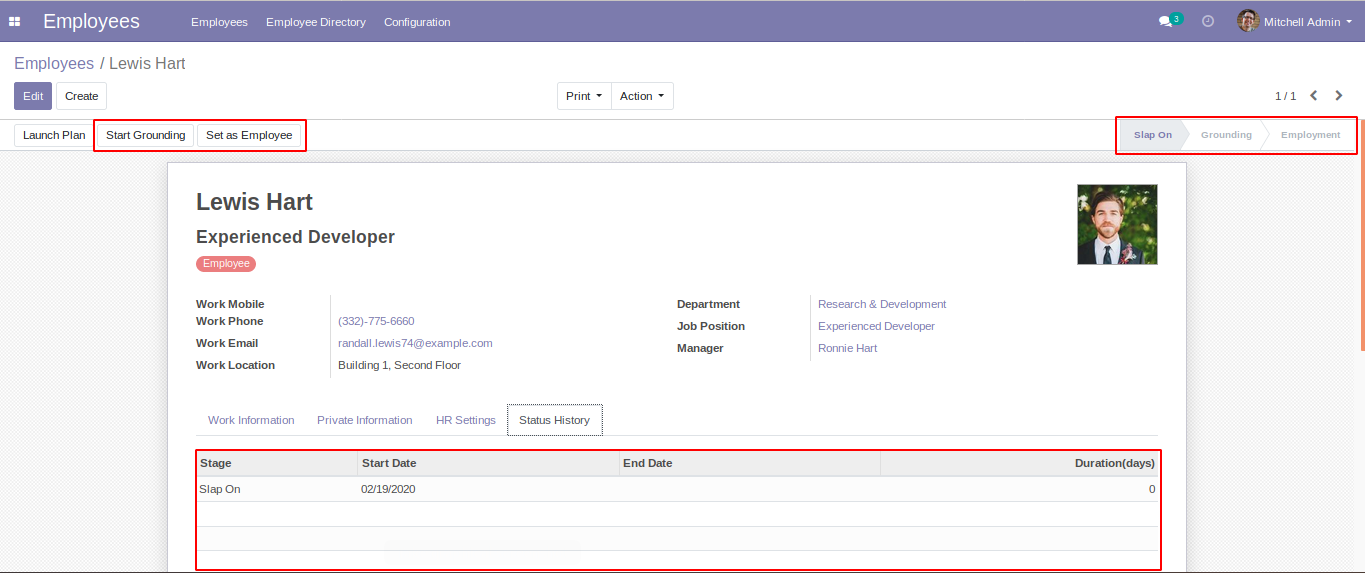 Employees Employees Employee Directory Configuration 3 Mitchell Admin
Employees / Lewis Hart
Edit Create Print Action 1 / 1
Launch Plan Start Grounding Set as Employee Slap On Grounding Employment
Lewis Hart
Experienced Developer
Employee
Work Mobile Department Research & Development
Work Phone (332)-775-6660 Job Position Experienced Developer
Work Email randall.lewis74@example.com Manager Ronnie Hart
Work Location Building 1, Second Floor
Work Information Private Information HR Settings Status History
Stage Start Date End Date Duration(days)
Slap On 02/19/2020 0